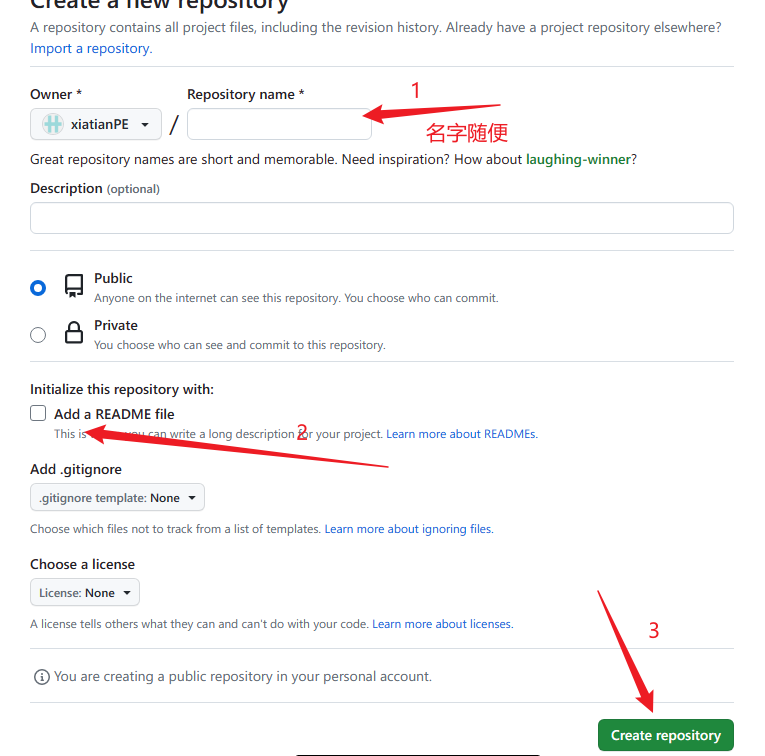 Create a new repository
A repository contains all project files, including the revision history. Already have a project repository elsewhere?
Import a repository.
Owner *
Repository name *
1
xiatianPE
/
名字随便
Great repository names are short and memorable. Need inspiration? How about laughing-winner?
Description (optional)
Public
Anyone on the internet can see this repository. You choose who can commit.
Private
You choose who can see and commit to this repository.
Initialize this repository with:
Add a README file
2
This is you can write a long description for your project. Learn more about READMEs.
Add .gitignore
.gitignore template: None
Choose which files not to track from a list of templates. Learn more about ignoring files.
Choose a license
License: None
A license tells others what they can and can't do with your code. Learn more about licenses.
3
You are creating a public repository in your personal account.
Create repository